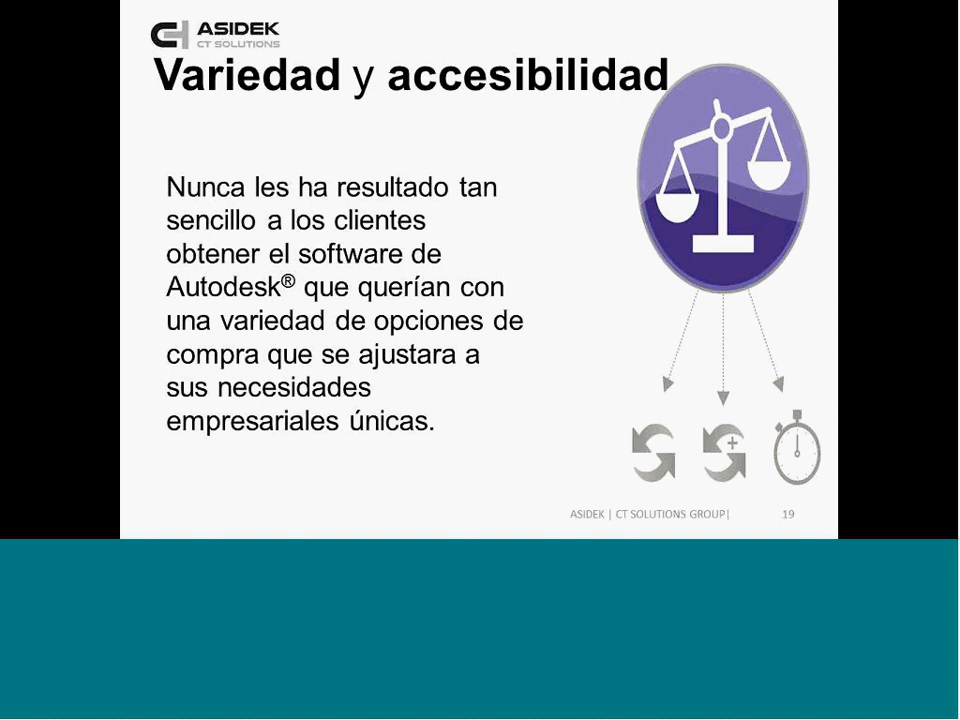 ASIDEK
CT SOLUTIONS
Variedad y accesibilidad
Nunca les ha resultado tan
sencillo a los clientes
obtener el software de
Autodesk® que querían con
una variedad de opciones de
compra que se ajustara a
sus necesidades
empresariales únicas.
ASIDEK | CT SOLUTIONS GROUP| 19